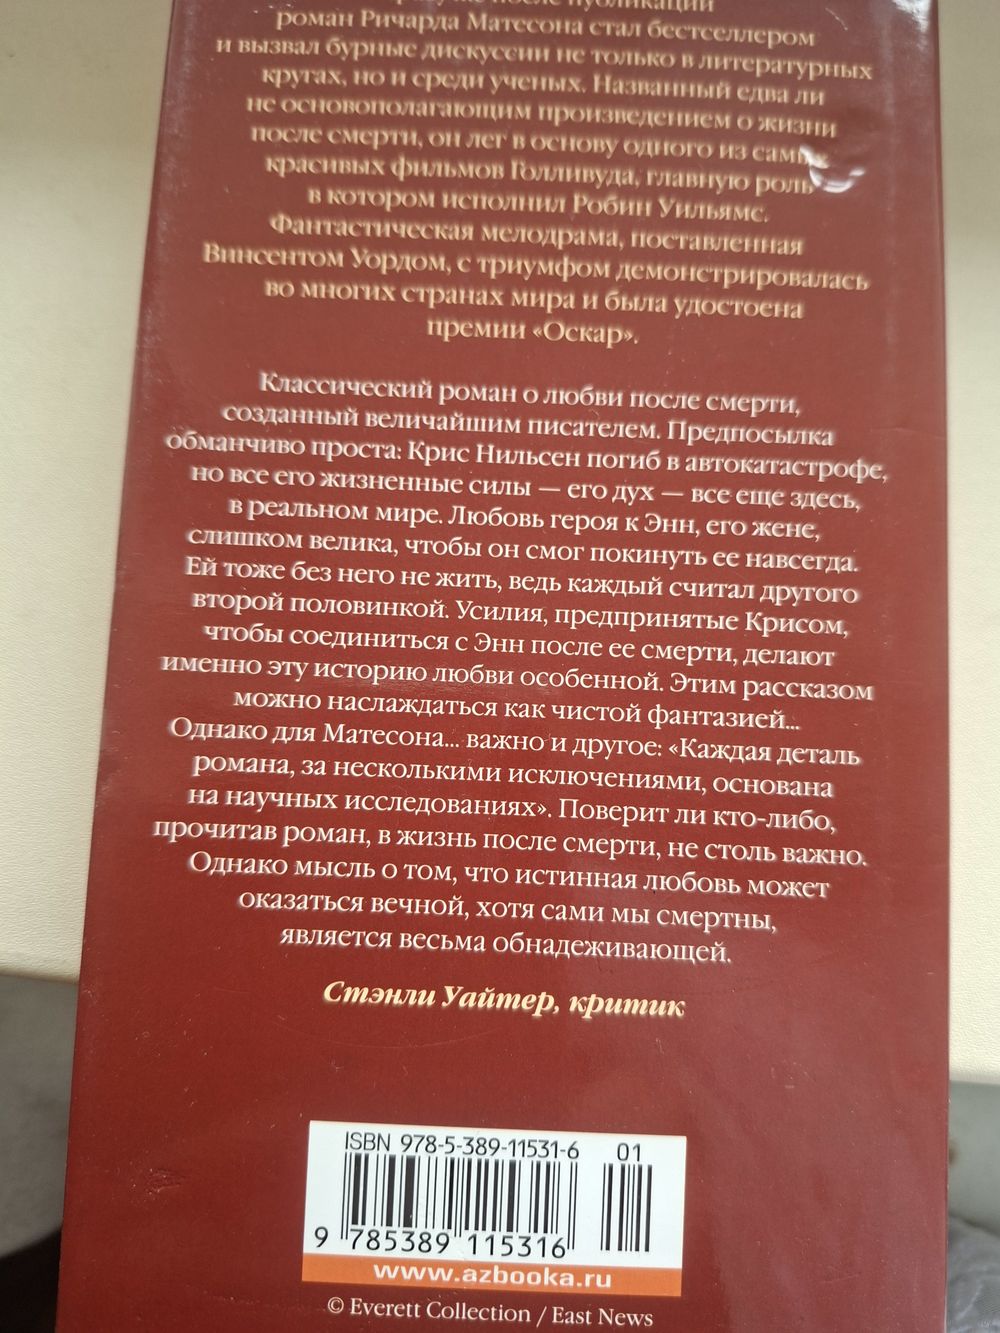 после публикации
роман Ричарда Матесона стал бестселлером
и вызвал бурные дискуссии не только в литературных
кругах, но и среди ученых. Названный едва ли
не основополагающим произведением о жизни
после смерти, он лег в основу одного из самых
красивых фильмов Голливуда, главную роль
в котором исполнил Робин Уильямс.
Фантастическая мелодрама, поставленная
Винсентом Уордом, с триумфом демонстрировалась
во многих странах мира и была удостоена
премии «Оскар».
Классический роман о любви после смерти,
созданный величайшим писателем. Предпосылка
обманчиво проста: Крис Нильсен погиб в автокатастрофе,
но все его жизненные силы — его дух — все еще здесь,
в реальном мире. Любовь героя к Энн, его жене,
слишком велика, чтобы он смог покинуть ее навсегда.
Ей тоже без него не жить, ведь каждый считал другого
второй половинкой. Усилия, предпринятые Крисом,
чтобы соединиться с Энн после ее смерти, делают
именно эту историю любви особенной. Этим рассказом
можно наслаждаться как чистой фантазией...
Однако для Матесона... важно и другое: «Каждая деталь
романа, за несколькими исключениями, основана
на научных исследованиях». Поверит ли кто-либо,
прочитав роман, в жизнь после смерти, не столь важно.
Однако мысль о том, что истинная любовь может
оказаться вечной, хотя сами мы смертны,
является весьма обнадеживающей.
Стэнли Уайтер, критик
ISBN 978-5-389-11531-6 01
9 785389 115316
www.azbooka.ru
© Everett Collection / East News